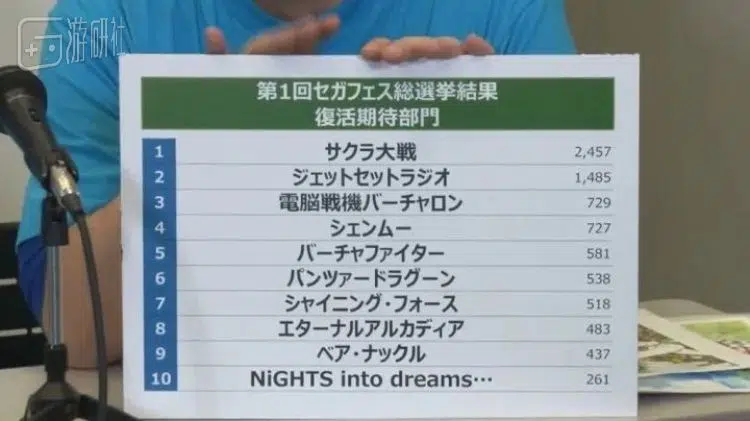 游研社
第1回セガフェス総選挙結果
復活期待部門
1 サクラ大戦 2,457
2 ジェットセットラジオ 1,485
3 電脳戦機バーチャロン 729
4 シェンムー 727
5 バーチャファイター 581
6 パンツァードラグーン 538
7 シャイニング・フォース 518
8 エターナルアルカディア 483
9 ベア・ナックル 437
10 NiGHTS into dreams… 261